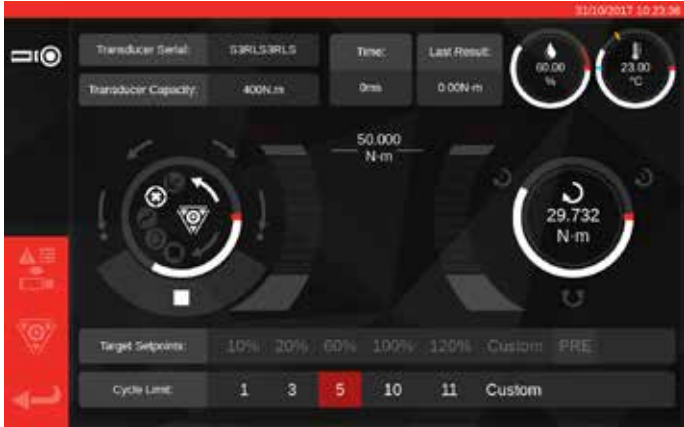 31/10/2017 10:23:36
Transducer Serial: S3RLS3RLS
Time: Last Result:
60.00
%
23.00
°C
Transducer Capacity: 400N.m
0ms 0.00N·m
50.000
N·m
29.732
N·m
Target Setpoints: 10% 20% 60% 100% 120% Custom PRE
Cycle Limit: 1 3 5 10 11 Custom